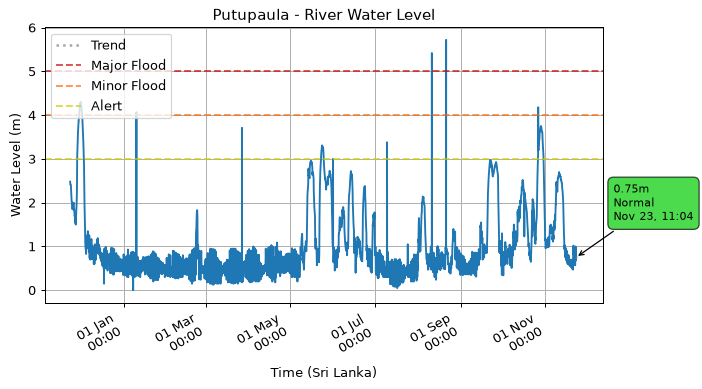 Putupaula - River Water Level
Trend
Major Flood
Minor Flood
Alert
Water Level (m)
6
5
4
3
2
1
0
0.75m
Normal
Nov 23, 11:04
01 Jan
00:00
01 Mar
00:00
01 May
00:00
01 Jul
00:00
01 Sep
00:00
01 Nov
00:00
Time (Sri Lanka)